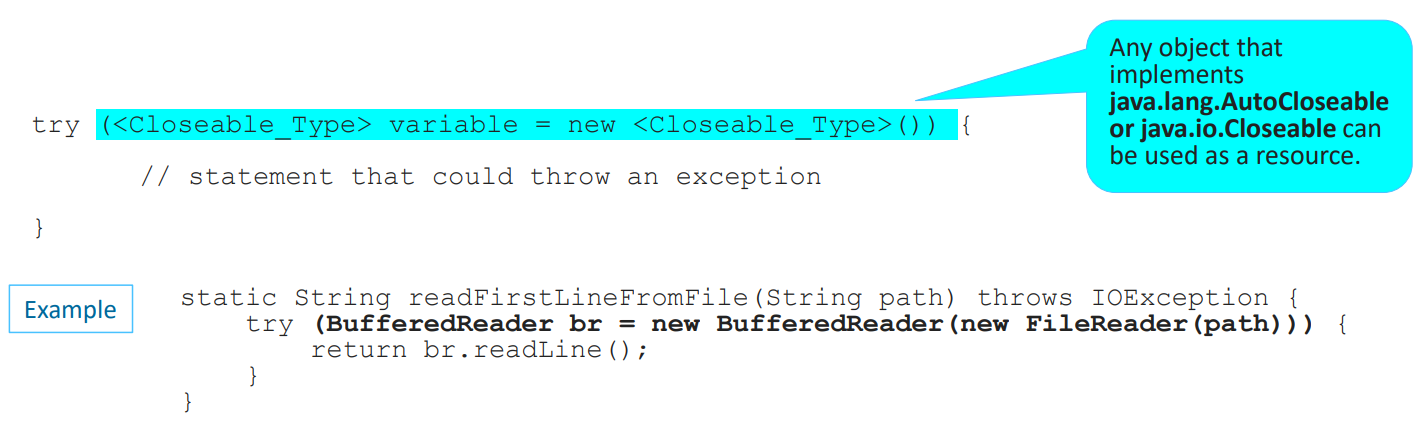 Any object that
implements
java.lang.AutoCloseable
or java.io.Closeable can
be used as a resource.
try (<Closeable_Type> variable = new <Closeable_Type>()) {
// statement that could throw an exception
}
Example
static String readFirstLineFromFile(String path) throws IOException {
try (BufferedReader br = new BufferedReader(new FileReader(path))) {
return br.readLine();
}
}